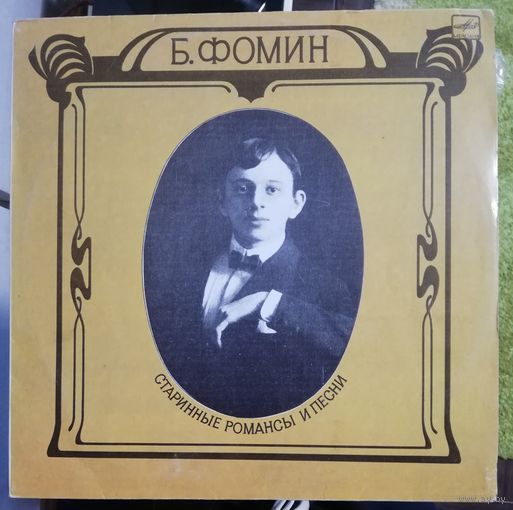 Б. ФОМИН
СТАРИННЫЕ РОМАНСЫ И ПЕСНИ